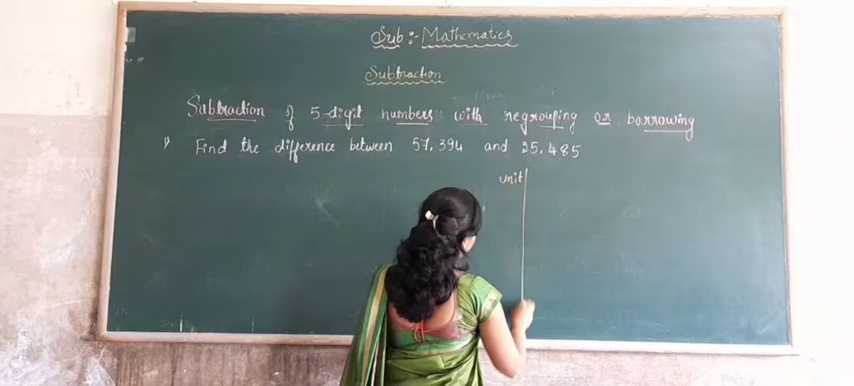 Sub :- Mathematics
Subtraction
Subtraction of 5-digit numbers with regrouping or borrowing
1) Find the difference between 57,394 and 25,485
Unit